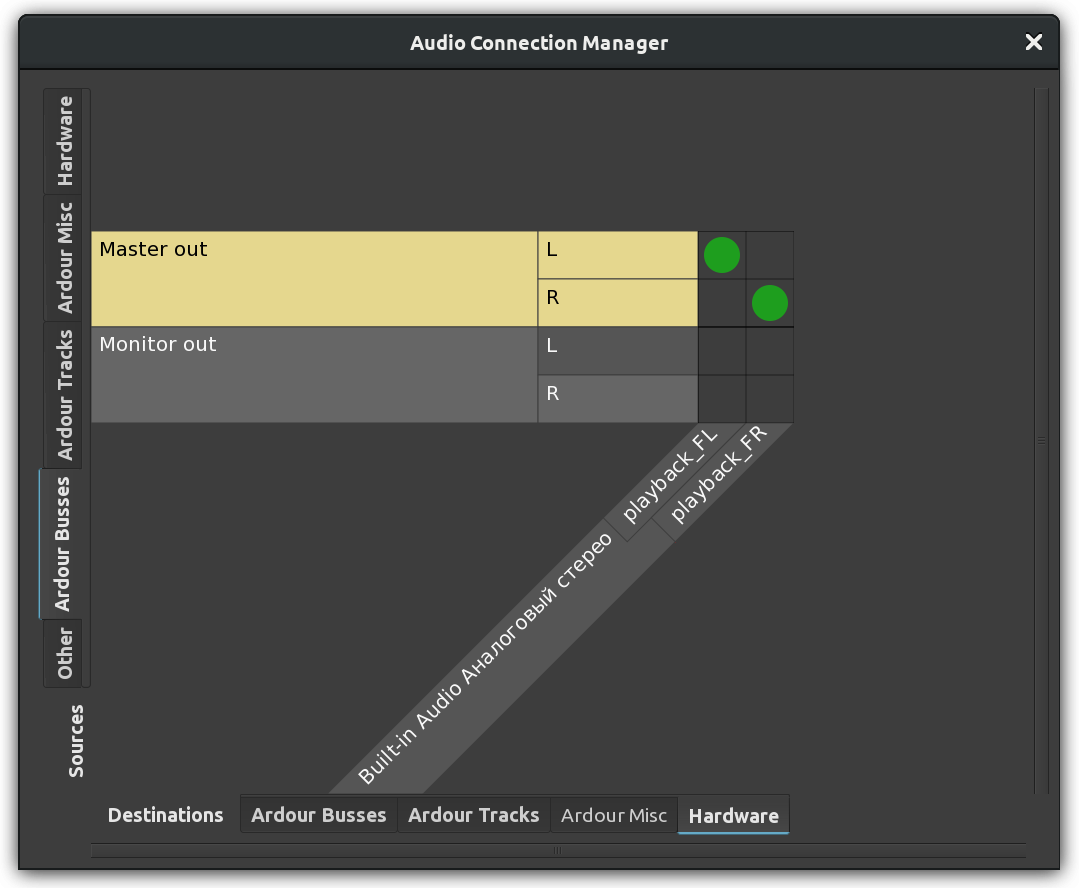 Audio Connection Manager
Hardware
Ardour Misc
Ardour Tracks
Ardour Busses
Other
Sources
Master out
L
R
Monitor out
L
R
playback_FL
playback_FR
Built-in Audio Аналоговый стерео
Destinations
Ardour Busses
Ardour Tracks
Ardour Misc
Hardware